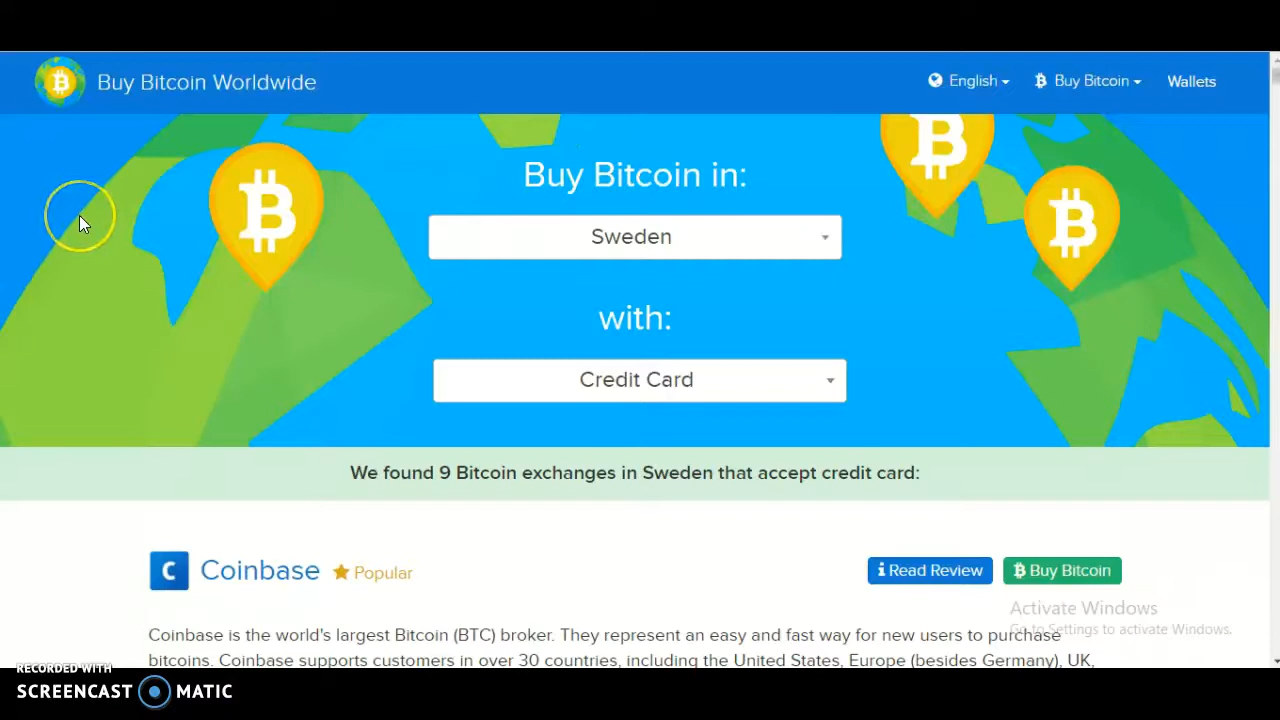 Buy Bitcoin Worldwide
English
Buy Bitcoin
Wallets
Buy Bitcoin in:
Sweden
with:
Credit Card
We found 9 Bitcoin exchanges in Sweden that accept credit card:
C
Coinbase
Popular
Read Review
Buy Bitcoin
Activate Windows
Go to Settings to activate Windows.
Coinbase is the world's largest Bitcoin (BTC) broker. They represent an easy and fast way for new users to purchase
bitcoins. Coinbase supports customers in over 30 countries, including the United States, Europe (besides Germany), UK,
RECORDED WITH
SCREENCAST MATIC